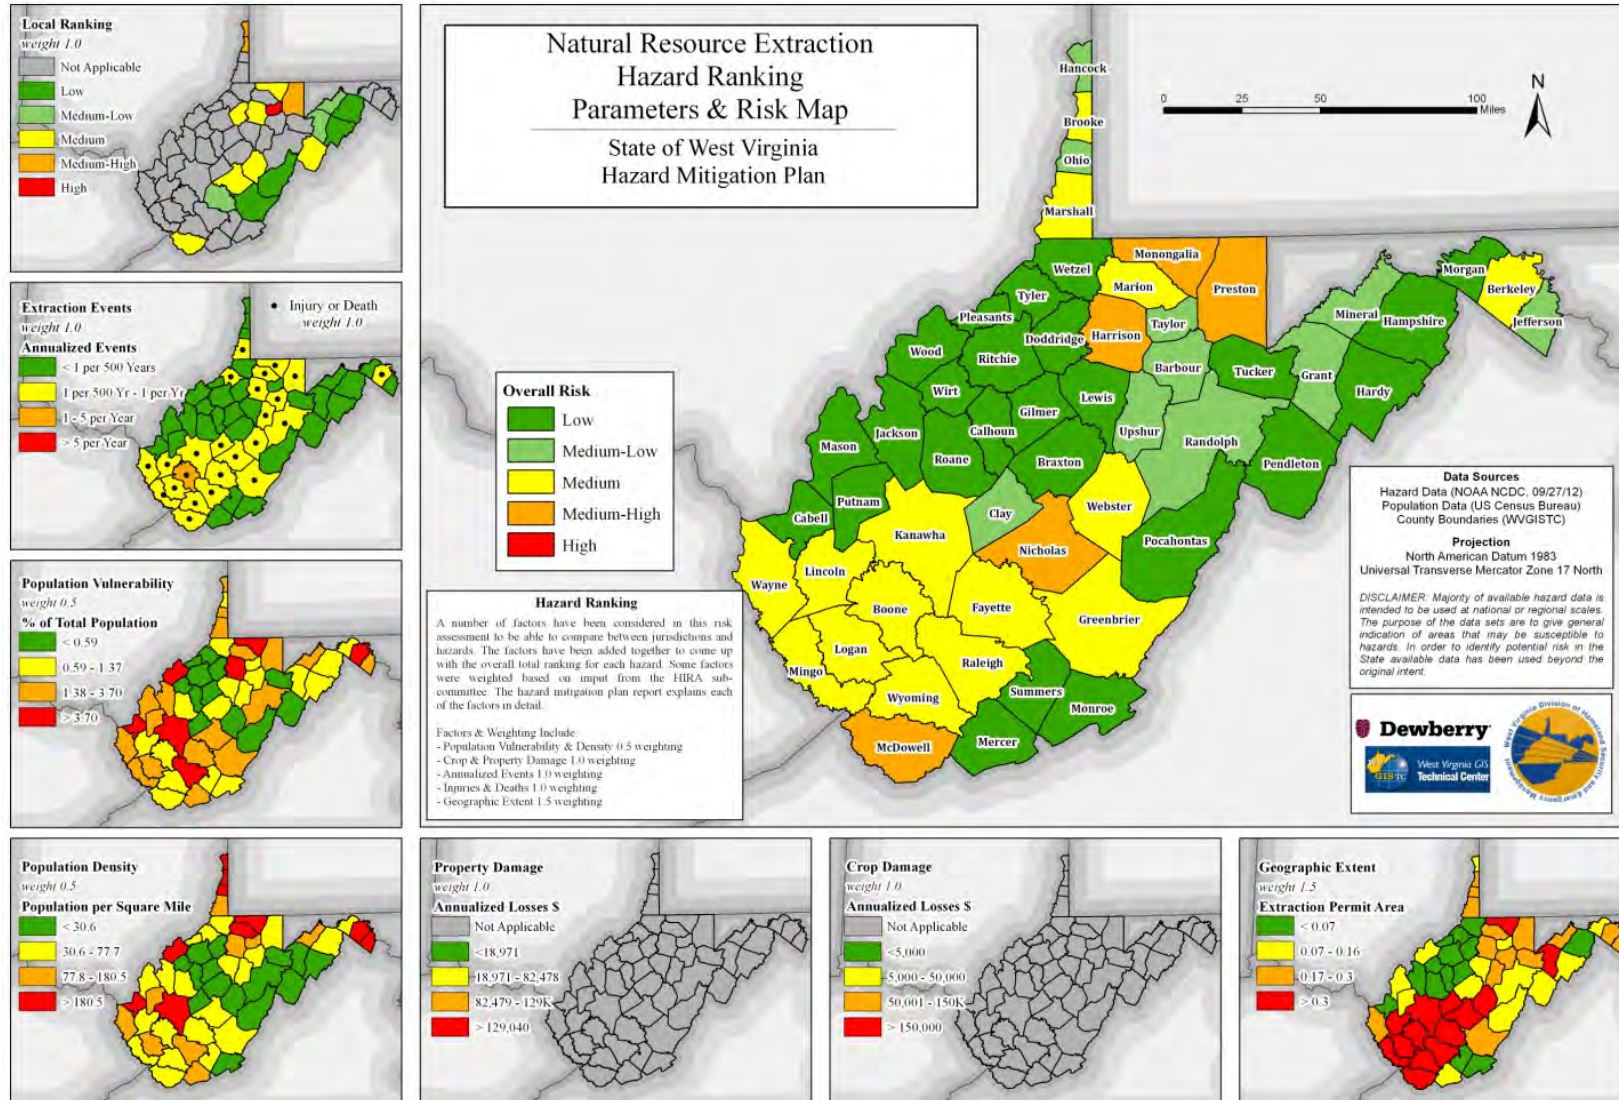 Local Ranking
weight 1.0
Not Applicable
Low
Medium-Low
Medium
Medium-High
High
Extraction Events
weight 1.0
Injury or Death
weight 1.0
Annualized Events
< 1 per 500 Years
1 per 500 Yr - 1 per Yr
1 - 5 per Year
> 5 per Year
Population Vulnerability
weight 0.5
% of Total Population
< 0.59
0.59 - 1.37
1.38 - 3.70
> 3.70
Population Density
weight 0.5
Population per Square Mile
< 30.6
30.6 - 77.7
77.8 - 180.5
> 180.5
Natural Resource Extraction
Hazard Ranking
Parameters & Risk Map
State of West Virginia
Hazard Mitigation Plan
0 25 50 100
Miles
N
Hancock
Brooke
Ohio
Marshall
Wetzel
Monongalia
Marion
Preston
Morgan
Berkeley
Jefferson
Tyler
Pleasants
Doddridge
Harrison
Taylor
Mineral
Hampshire
Wood
Ritchie
Barbour
Tucker
Grant
Hardy
Wirt
Lewis
Gilmer
Calhoun
Upshur
Randolph
Jackson
Mason
Roane
Braxton
Pendleton
Putnam
Cabell
Clay
Webster
Kanawha
Nicholas
Pocahontas
Wayne
Lincoln
Boone
Fayette
Greenbrier
Logan
Raleigh
Mingo
Wyoming
Summers
Monroe
McDowell
Mercer
Overall Risk
Low
Medium-Low
Medium
Medium-High
High
Hazard Ranking
A number of factors have been considered in this risk
assessment to be able to compare between jurisdictions and
hazards. The factors have been added together to come up
with the overall total ranking for each hazard. Some factors
were weighted based on imput from the HIRA sub-
committee. The hazard mitigation plan report explains each
of the factors in detail.
Factors & Weighting Include
- Population Vulnerability & Density 0.5 weighting
- Crop & Property Damage 1.0 weighting
- Annualized Events 1.0 weighting
- Injuries & Deaths 1.0 weighting
- Geographic Extent 1.5 weighting
Data Sources
Hazard Data (NOAA NCDC, 09/27/12)
Population Data (US Census Bureau)
County Boundaries (WVGISTC)
Projection
North American Datum 1983
Universal Transverse Mercator Zone 17 North
DISCLAIMER: Majority of available hazard data is
intended to be used at national or regional scales.
The purpose of the data sets are to give general
indication of areas that may be susceptible to
hazards. In order to identify potential risk in the
State available data has been used beyond the
original intent.
Dewberry
GISTC
West Virginia GIS
Technical Center
West Virginia Division of Homeland Security and Emergency Management
Property Damage
weight 1.0
Annualized Losses $
Not Applicable
<18,971
18,971 - 82,478
82,479 - 129K
> 129,040
Crop Damage
weight 1.0
Annualized Losses $
Not Applicable
<5,000
5,000 - 50,000
50,001 - 150K
> 150,000
Geographic Extent
weight 1.5
Extraction Permit Area
< 0.07
0.07 - 0.16
0.17 - 0.3
> 0.3